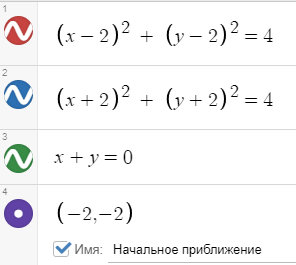 1
(x − 2)² + (y − 2)² = 4
2
(x + 2)² + (y + 2)² = 4
3
x + y = 0
4
(−2,−2)
Имя: Начальное приближение